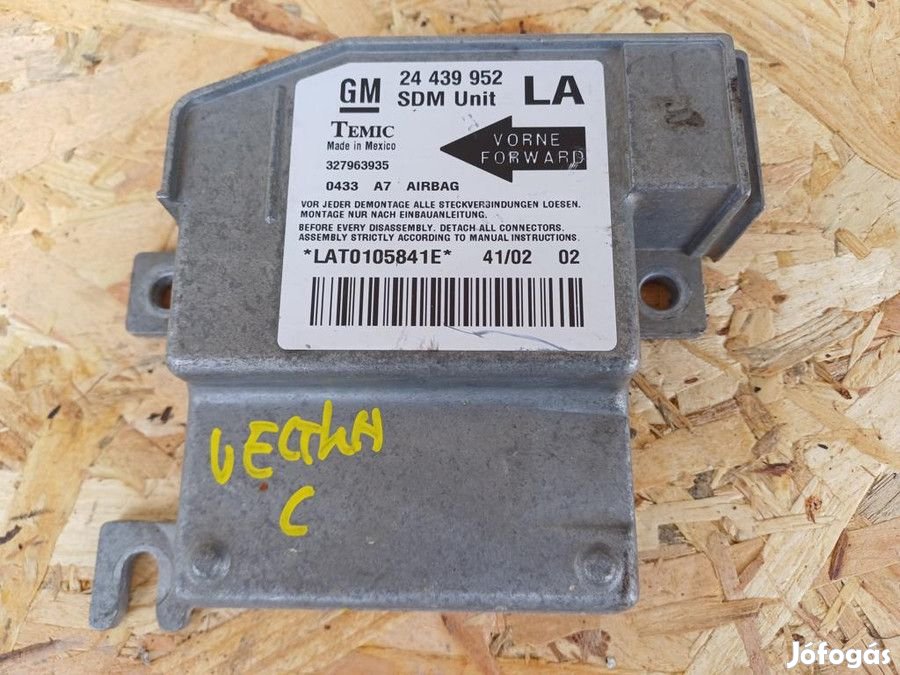 GM 24 439 952 LA
SDM Unit
TEMIC
Made in Mexico
327963935
VORNE
FORWARD
0433 A7 AIRBAG
VOR JEDER DEMONTAGE ALLE STECKVERBINDUNGEN LOESEN.
MONTAGE NUR NACH EINBAUANLEITUNG.
BEFORE EVERY DISASSEMBLY. DETACH ALL CONNECTORS.
ASSEMBLY STRICTLY ACCORDING TO MANUAL INSTRUCTIONS.
*LAT0105841E* 41/02 02
VECTRA
C
Jófogás